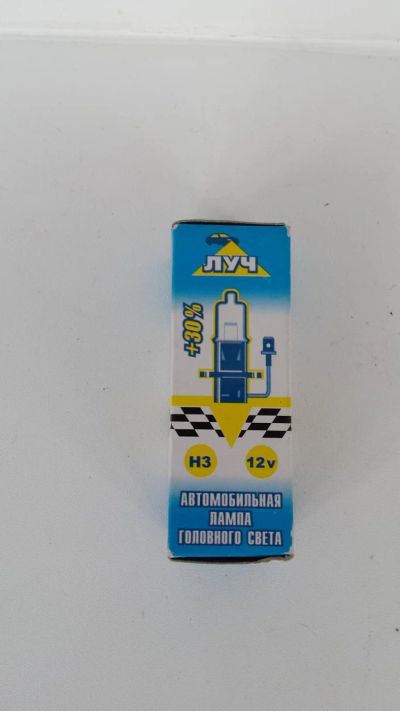 ЛУЧ
+30%
H3 12v
АВТОМОБИЛЬНАЯ
ЛАМПА
ГОЛОВНОГО СВЕТА